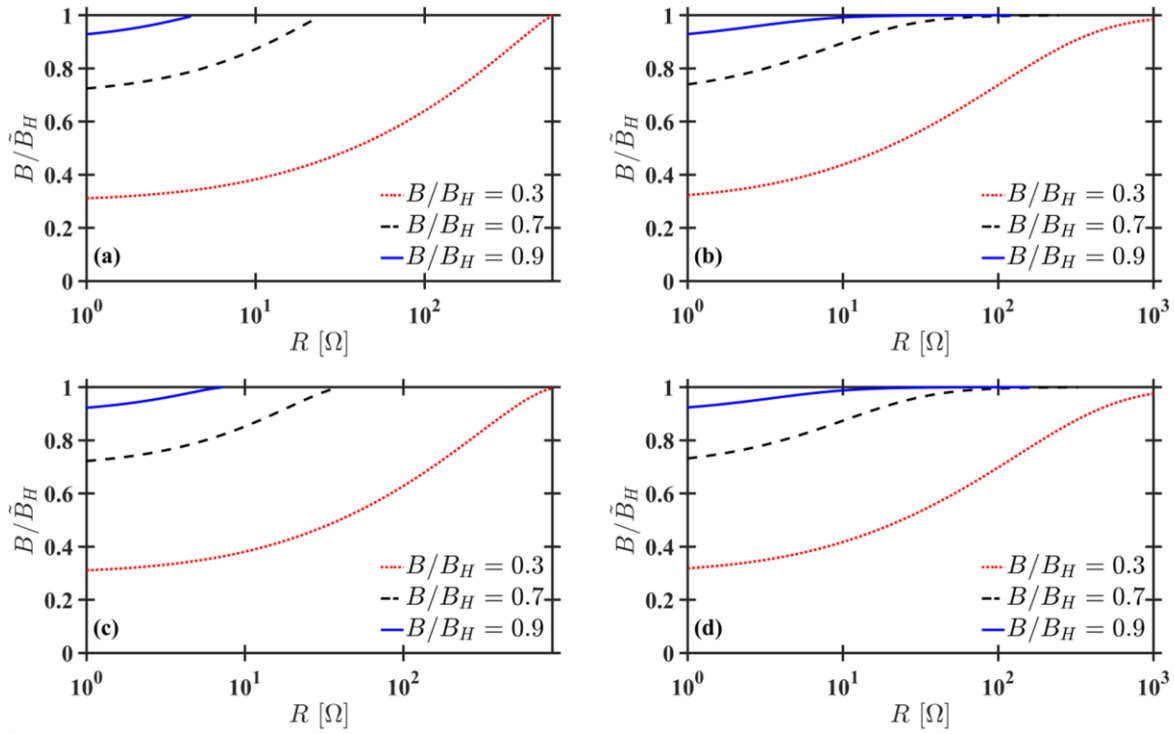 1
0.8
0.6
0.4
0.2
0
B/B̃_H
(a)
B/B_H = 0.3
B/B_H = 0.7
B/B_H = 0.9
10^0 10^1 10^2
R [Ω]
1
0.8
0.6
0.4
0.2
0
B/B̃_H
(b)
B/B_H = 0.3
B/B_H = 0.7
B/B_H = 0.9
10^0 10^1 10^2 10^3
R [Ω]
1
0.8
0.6
0.4
0.2
0
B/B̃_H
(c)
B/B_H = 0.3
B/B_H = 0.7
B/B_H = 0.9
10^0 10^1 10^2
R [Ω]
1
0.8
0.6
0.4
0.2
0
B/B̃_H
(d)
B/B_H = 0.3
B/B_H = 0.7
B/B_H = 0.9
10^0 10^1 10^2 10^3
R [Ω]